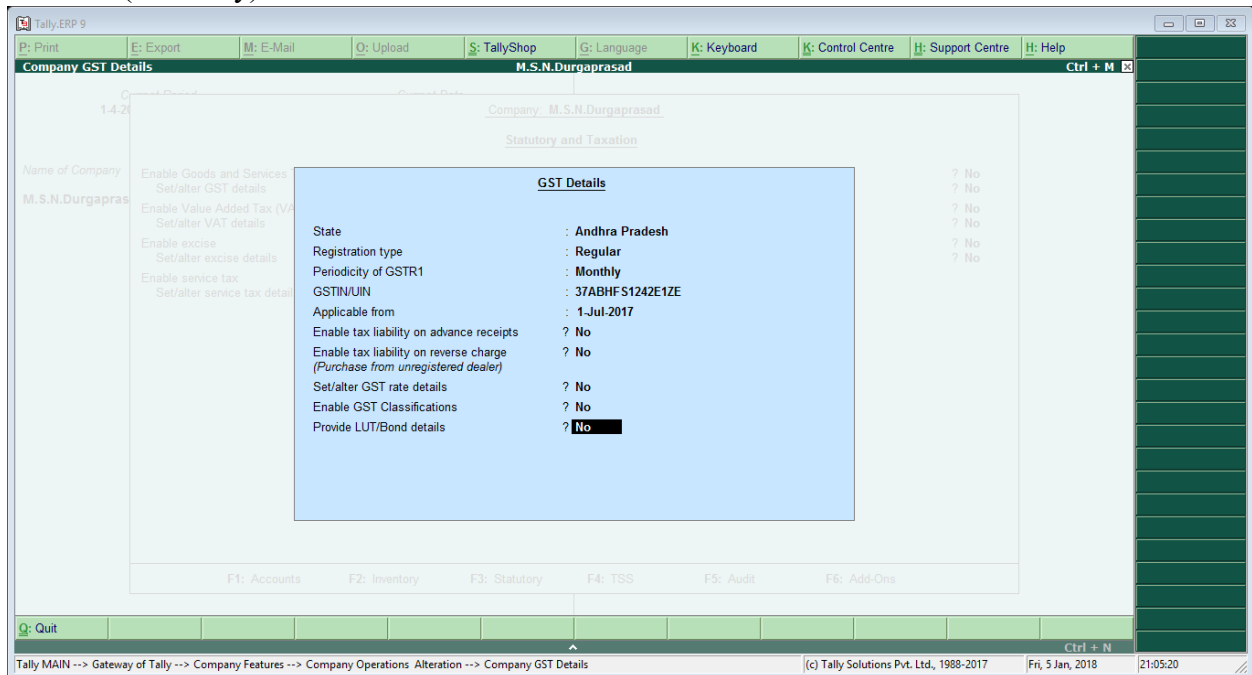 Tally.ERP 9
P: Print E: Export M: E-Mail O: Upload S: TallyShop G: Language K: Keyboard K: Control Centre H: Support Centre H: Help
Company GST Details M.S.N.Durgaprasad Ctrl + M
Current Period Current Date
1-4-20
Company: M.S.N.Durgaprasad
Statutory and Taxation
Name of Company
M.S.N.Durgapras
Enable Goods and Services ? No
Set/alter GST details ? No
Enable Value Added Tax (VA ? No
Set/alter VAT details ? No
Enable excise ? No
Set/alter excise details ? No
Enable service tax
Set/alter service tax detail
GST Details
State : Andhra Pradesh
Registration type : Regular
Periodicity of GSTR1 : Monthly
GSTIN/UIN : 37ABHFS1242E1ZE
Applicable from : 1-Jul-2017
Enable tax liability on advance receipts ? No
Enable tax liability on reverse charge ? No
(Purchase from unregistered dealer)
Set/alter GST rate details ? No
Enable GST Classifications ? No
Provide LUT/Bond details ? No
F1: Accounts F2: Inventory F3: Statutory F4: TSS F5: Audit F6: Add-Ons
Q: Quit
Ctrl + N
Tally MAIN --> Gateway of Tally --> Company Features --> Company Operations Alteration --> Company GST Details (c) Tally Solutions Pvt. Ltd., 1988-2017 Fri, 5 Jan, 2018 21:05:20